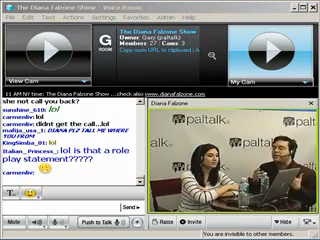 The Diana Falzone Show - Voice Room
File Edit Text Actions Settings Favorites Admin Help
G
ROOM
The Diana Falzone Show
Owner: Gary (paltalk)
Members: 27 | Cams: 3
Copy room URL to clipboard | A
View Cam
My Cam
11 AM NY time: The Diana Falzone Show ...check also www.dianafalzone.com
she not call you back?
sunshine_610: lol
carmenliv: lol
carmenliv: didnt get the call..lol
mafija_usa_1: DIANA PLZ TALL ME WHERE YOU FROM
KingSimba_01: lol
Italian_Princess_: lol is that a role play statement?????
carmenliv:
Diana Falzone
paltalk
paltalk
paltalk
Send
Mute
Push to Talk
Raise
Invite
Hide
You are invisible to other members.